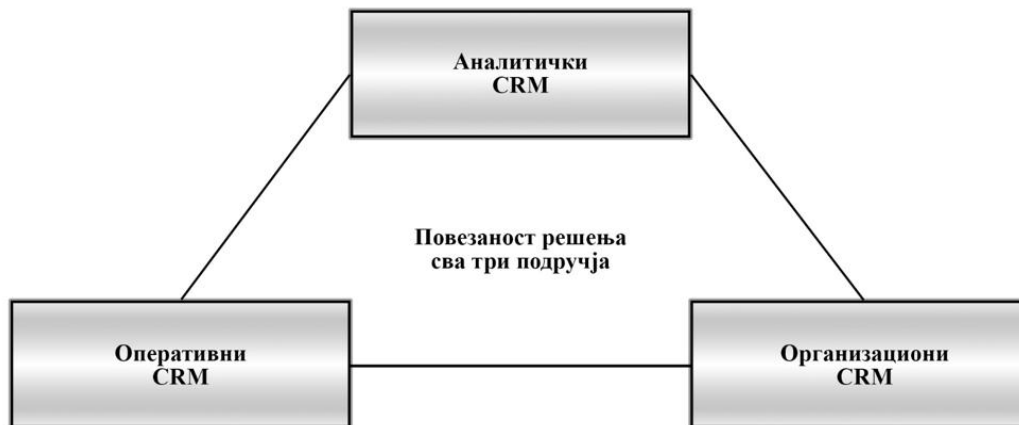 Аналитички
CRM
Повезаност решења
сва три подручја
Оперативни
CRM
Организациони
CRM